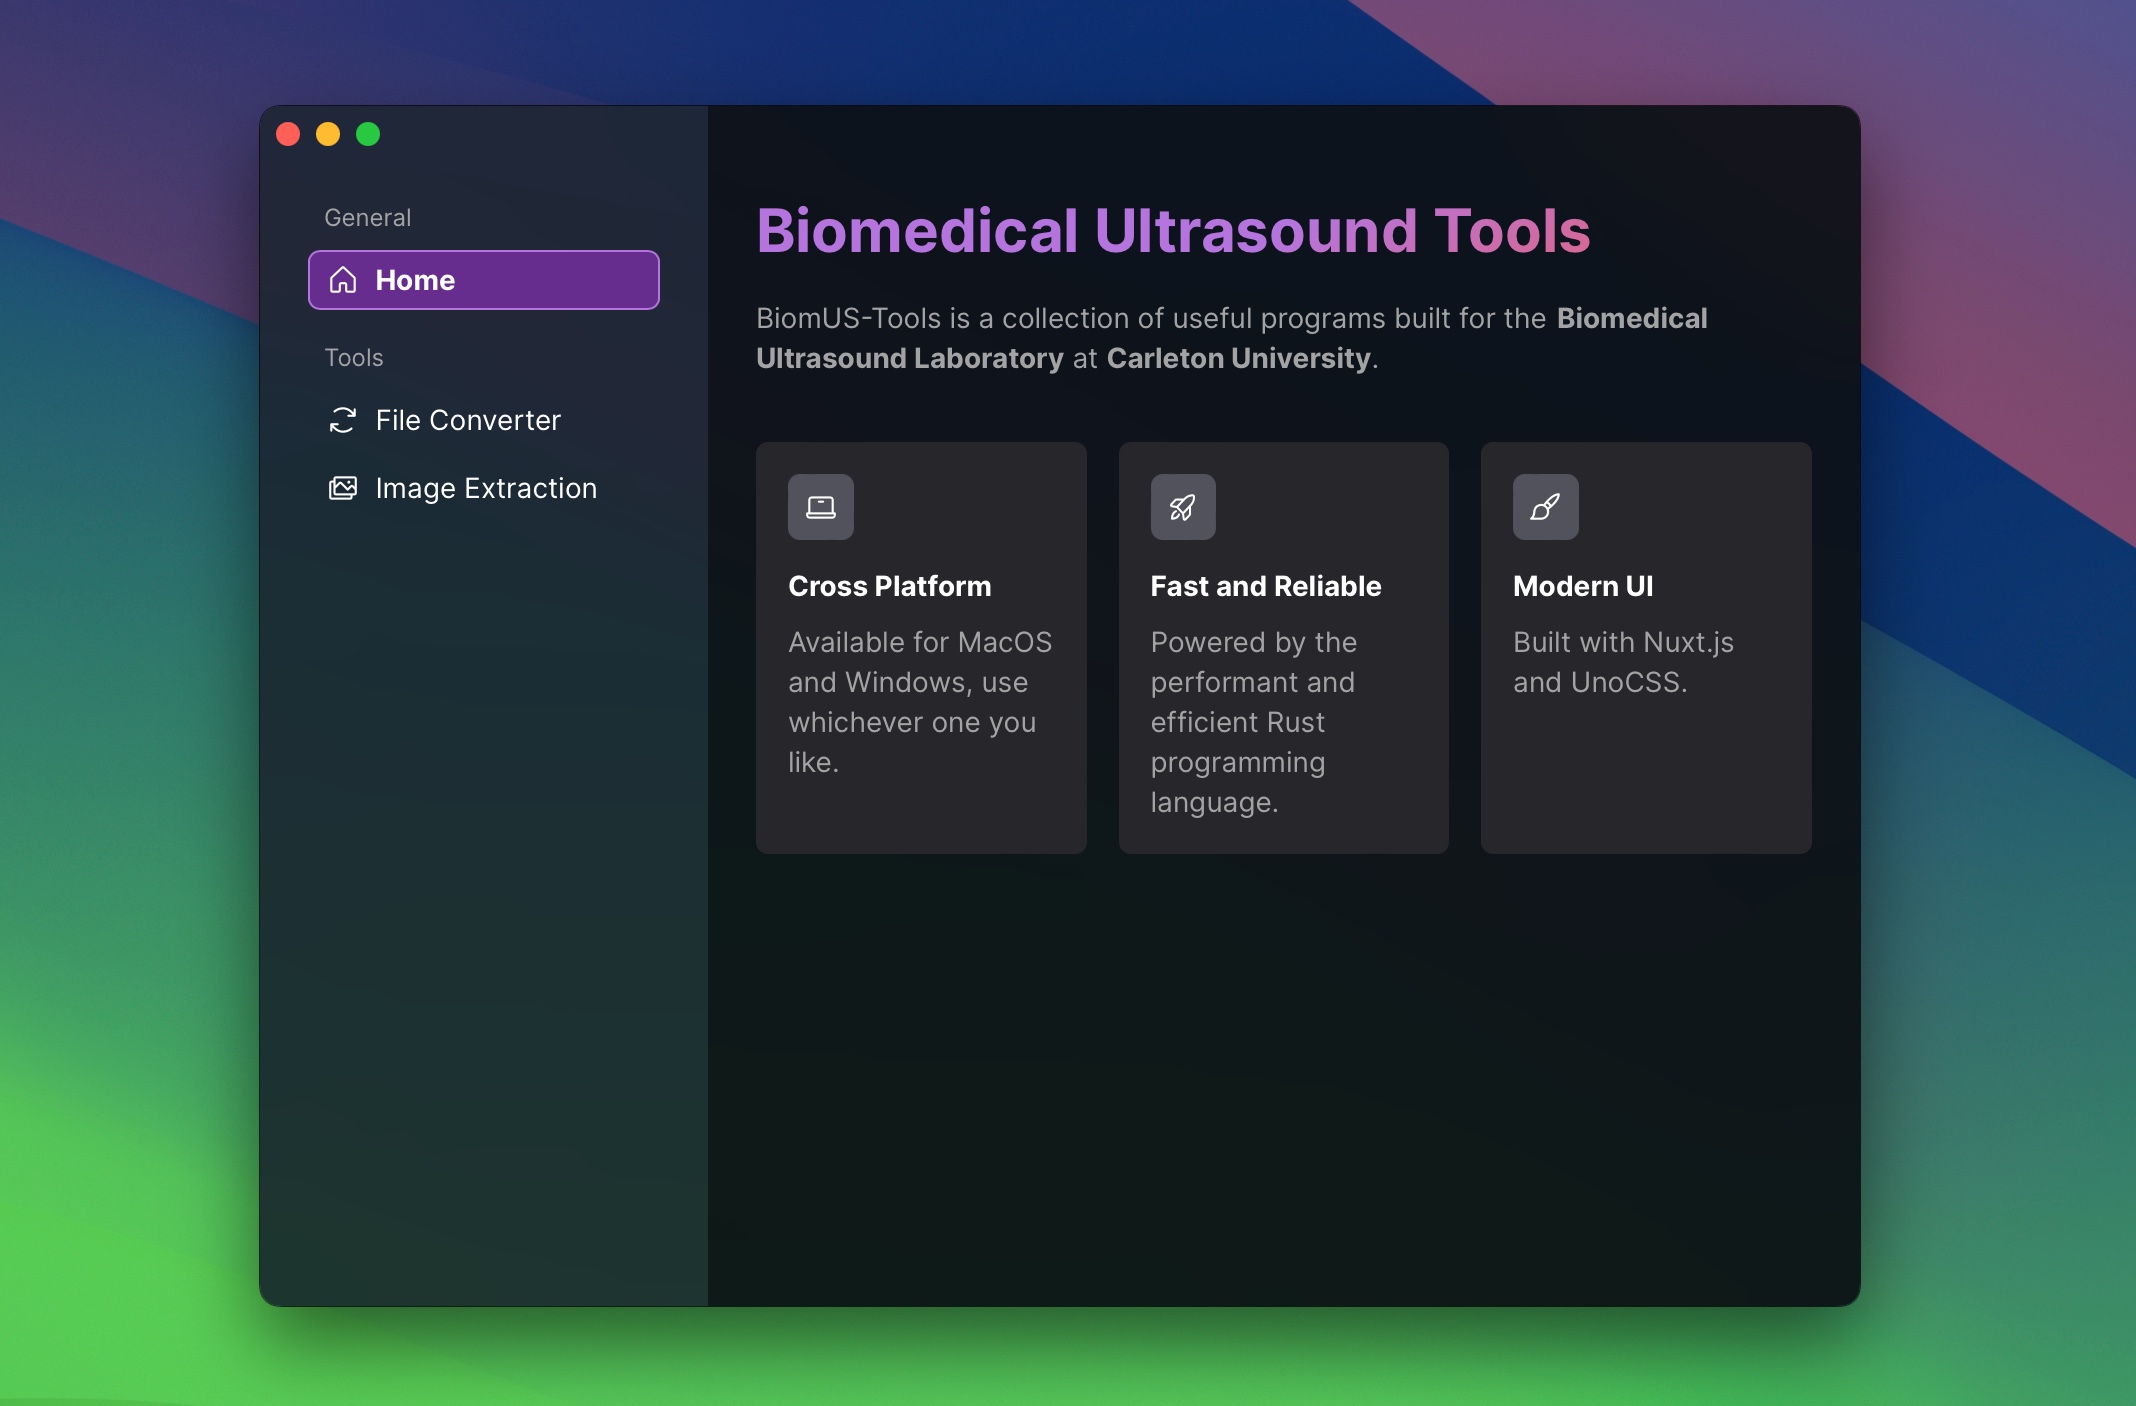 General
Home
Tools
File Converter
Image Extraction
Biomedical Ultrasound Tools
BiomUS-Tools is a collection of useful programs built for the Biomedical
Ultrasound Laboratory at Carleton University.
Cross Platform
Available for MacOS
and Windows, use
whichever one you
like.
Fast and Reliable
Powered by the
performant and
efficient Rust
programming
language.
Modern UI
Built with Nuxt.js
and UnoCSS.